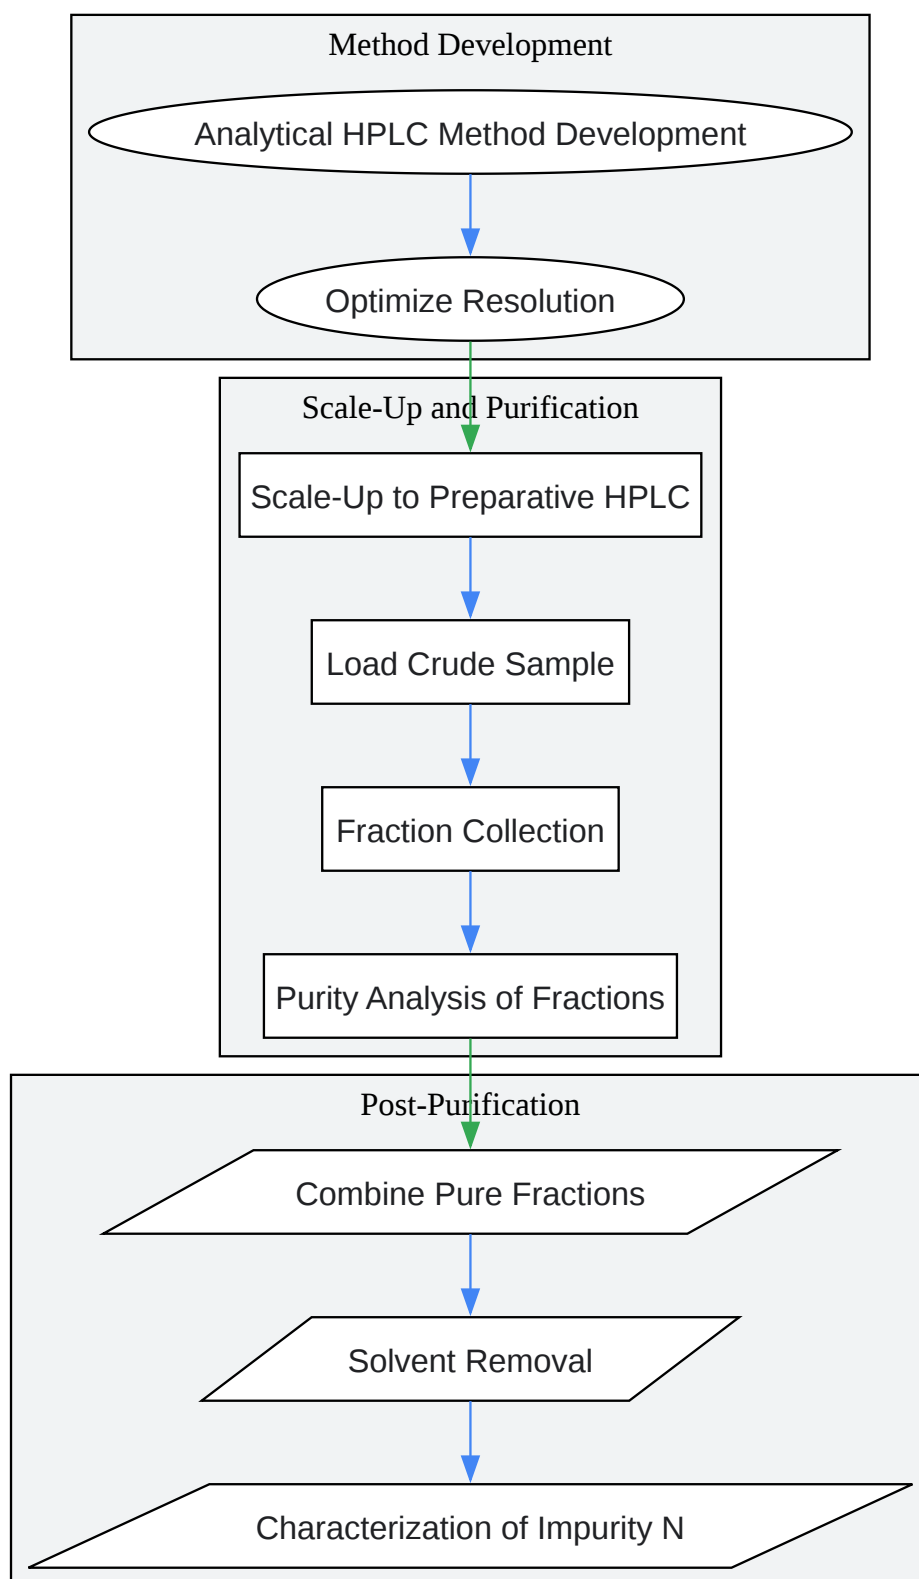 Method Development
Analytical HPLC Method Development
Optimize Resolution
Scale-Up and Purification
Scale-Up to Preparative HPLC
Load Crude Sample
Fraction Collection
Purity Analysis of Fractions
Post-Purification
Combine Pure Fractions
Solvent Removal
Characterization of Impurity N